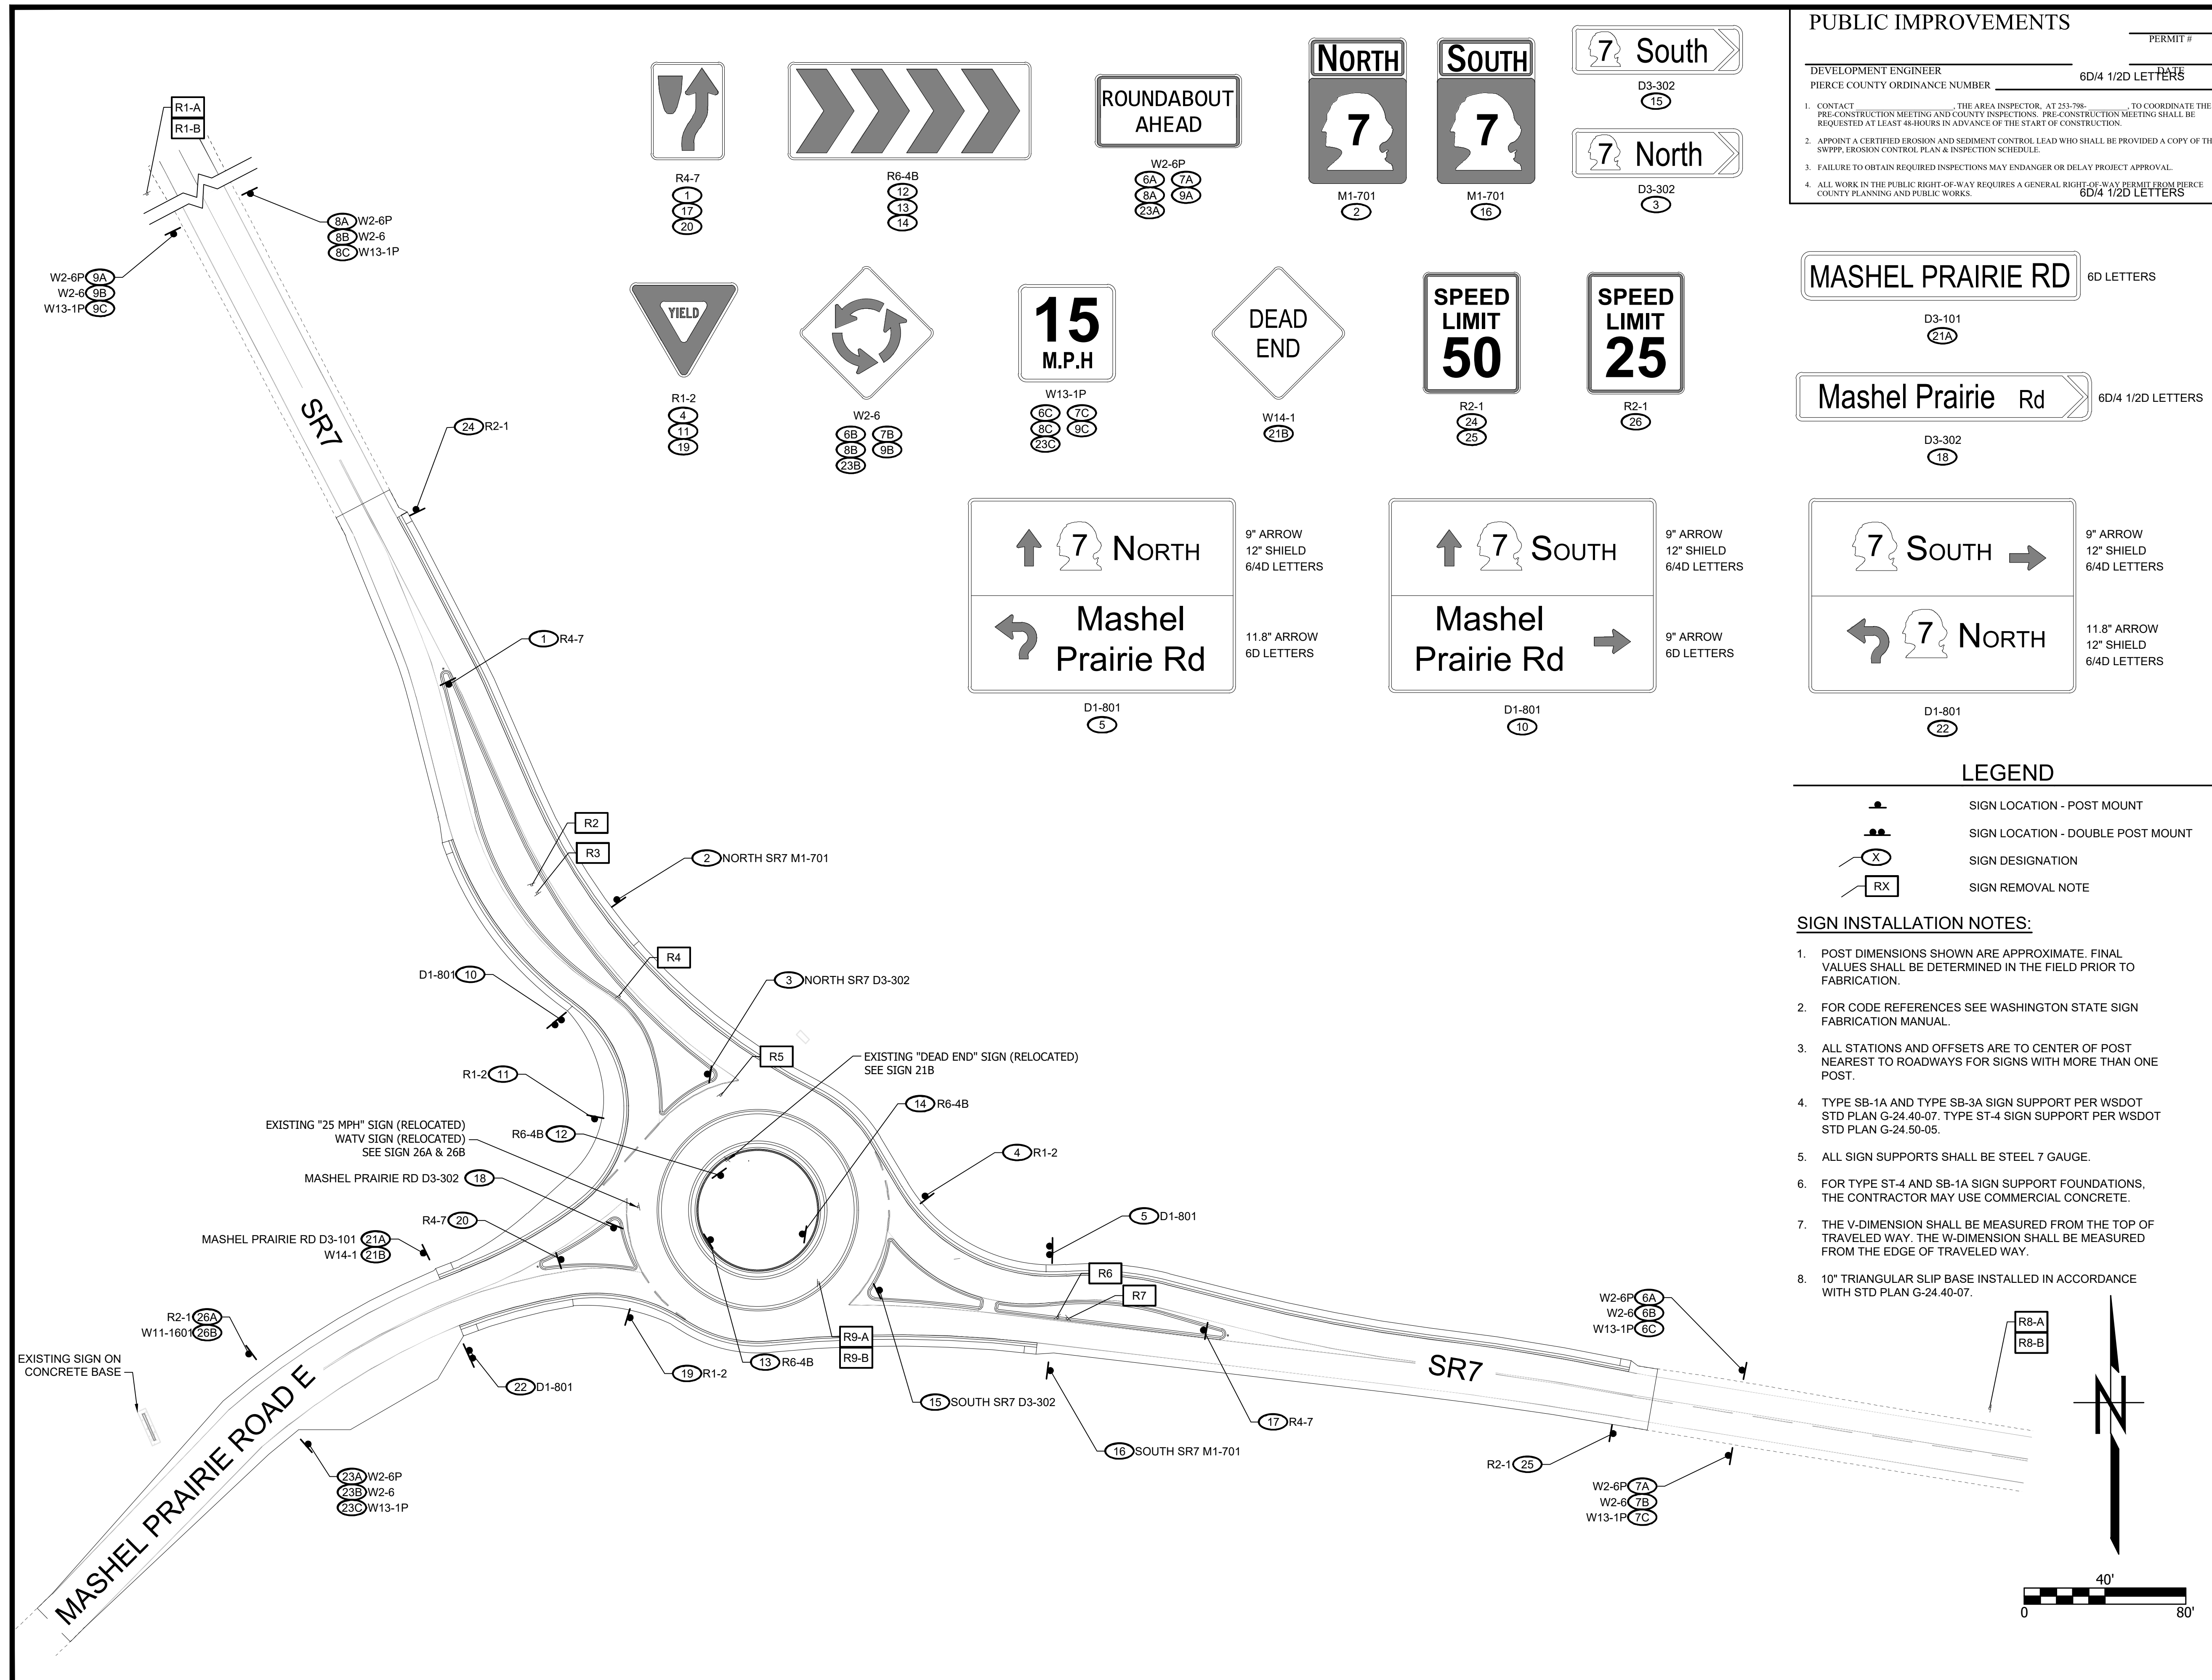 PUBLIC IMPROVEMENTS
PERMIT #
DEVELOPMENT ENGINEER
DATE
6D/4 1/2D LETTERS
PIERCE COUNTY ORDINANCE NUMBER
1. CONTACT ____, THE AREA INSPECTOR, AT 253-798-____, TO COORDINATE THE
PRE-CONSTRUCTION MEETING AND COUNTY INSPECTIONS. PRE-CONSTRUCTION MEETING SHALL BE
REQUESTED AT LEAST 48-HOURS IN ADVANCE OF THE START OF CONSTRUCTION.
2. APPOINT A CERTIFIED EROSION AND SEDIMENT CONTROL LEAD WHO SHALL BE PROVIDED A COPY OF TH
SWPPP, EROSION CONTROL PLAN & INSPECTION SCHEDULE.
3. FAILURE TO OBTAIN REQUIRED INSPECTIONS MAY ENDANGER OR DELAY PROJECT APPROVAL.
4. ALL WORK IN THE PUBLIC RIGHT-OF-WAY REQUIRES A GENERAL RIGHT-OF-WAY PERMIT FROM PIERCE
COUNTY PLANNING AND PUBLIC WORKS.
6D/4 1/2D LETTERS
R4-7
1
17
20
R6-4B
12
13
14
ROUNDABOUT
AHEAD
W2-6P
6A 7A
8A 9A
23A
NORTH
7
M1-701
2
SOUTH
7
M1-701
16
7 South
D3-302
15
7 North
D3-302
3
YIELD
R1-2
4
11
19
W2-6
6B 7B
8B 9B
23B
15
M.P.H
W13-1P
6C 7C
8C 9C
23C
DEAD
END
W14-1
21B
SPEED
LIMIT
50
R2-1
24
25
SPEED
LIMIT
25
R2-1
26
MASHEL PRAIRIE RD
6D LETTERS
D3-101
21A
Mashel Prairie Rd
6D/4 1/2D LETTERS
D3-302
18
7 NORTH
Mashel
Prairie Rd
9" ARROW
12" SHIELD
6/4D LETTERS
11.8" ARROW
6D LETTERS
D1-801
5
7 SOUTH
Mashel
Prairie Rd
9" ARROW
12" SHIELD
6/4D LETTERS
9" ARROW
6D LETTERS
D1-801
10
7 SOUTH
7 NORTH
9" ARROW
12" SHIELD
6/4D LETTERS
11.8" ARROW
12" SHIELD
6/4D LETTERS
D1-801
22
LEGEND
SIGN LOCATION - POST MOUNT
SIGN LOCATION - DOUBLE POST MOUNT
X SIGN DESIGNATION
RX SIGN REMOVAL NOTE
SIGN INSTALLATION NOTES:
1. POST DIMENSIONS SHOWN ARE APPROXIMATE. FINAL
VALUES SHALL BE DETERMINED IN THE FIELD PRIOR TO
FABRICATION.
2. FOR CODE REFERENCES SEE WASHINGTON STATE SIGN
FABRICATION MANUAL.
3. ALL STATIONS AND OFFSETS ARE TO CENTER OF POST
NEAREST TO ROADWAYS FOR SIGNS WITH MORE THAN ONE
POST.
4. TYPE SB-1A AND TYPE SB-3A SIGN SUPPORT PER WSDOT
STD PLAN G-24.40-07. TYPE ST-4 SIGN SUPPORT PER WSDOT
STD PLAN G-24.50-05.
5. ALL SIGN SUPPORTS SHALL BE STEEL 7 GAUGE.
6. FOR TYPE ST-4 AND SB-1A SIGN SUPPORT FOUNDATIONS,
THE CONTRACTOR MAY USE COMMERCIAL CONCRETE.
7. THE V-DIMENSION SHALL BE MEASURED FROM THE TOP OF
TRAVELED WAY. THE W-DIMENSION SHALL BE MEASURED
FROM THE EDGE OF TRAVELED WAY.
8. 10" TRIANGULAR SLIP BASE INSTALLED IN ACCORDANCE
WITH STD PLAN G-24.40-07.
R1-A
R1-B
8A W2-6P
8B W2-6
8C W13-1P
W2-6P 9A
W2-6 9B
W13-1P 9C
SR7
24 R2-1
1 R4-7
R2
R3
2 NORTH SR7 M1-701
R4
D1-801 10
3 NORTH SR7 D3-302
R5
EXISTING "DEAD END" SIGN (RELOCATED)
SEE SIGN 21B
R1-2 11
14 R6-4B
EXISTING "25 MPH" SIGN (RELOCATED)
WATV SIGN (RELOCATED)
SEE SIGN 26A & 26B
R6-4B 12
4 R1-2
MASHEL PRAIRIE RD D3-302 18
R4-7 20
5 D1-801
MASHEL PRAIRIE RD D3-101 21A
W14-1 21B
R6
R7
W2-6P 6A
W2-6 6B
W13-1P 6C
R8-A
R8-B
R2-1 26A
W11-1601 26B
R9-A
R9-B
EXISTING SIGN ON
CONCRETE BASE
13 R6-4B
19 R1-2
22 D1-801
SR7
15 SOUTH SR7 D3-302
17 R4-7
16 SOUTH SR7 M1-701
R2-1 25
23A W2-6P
23B W2-6
23C W13-1P
W2-6P 7A
W2-6 7B
W13-1P 7C
MASHEL PRAIRIE ROAD E
N
40'
0 80'